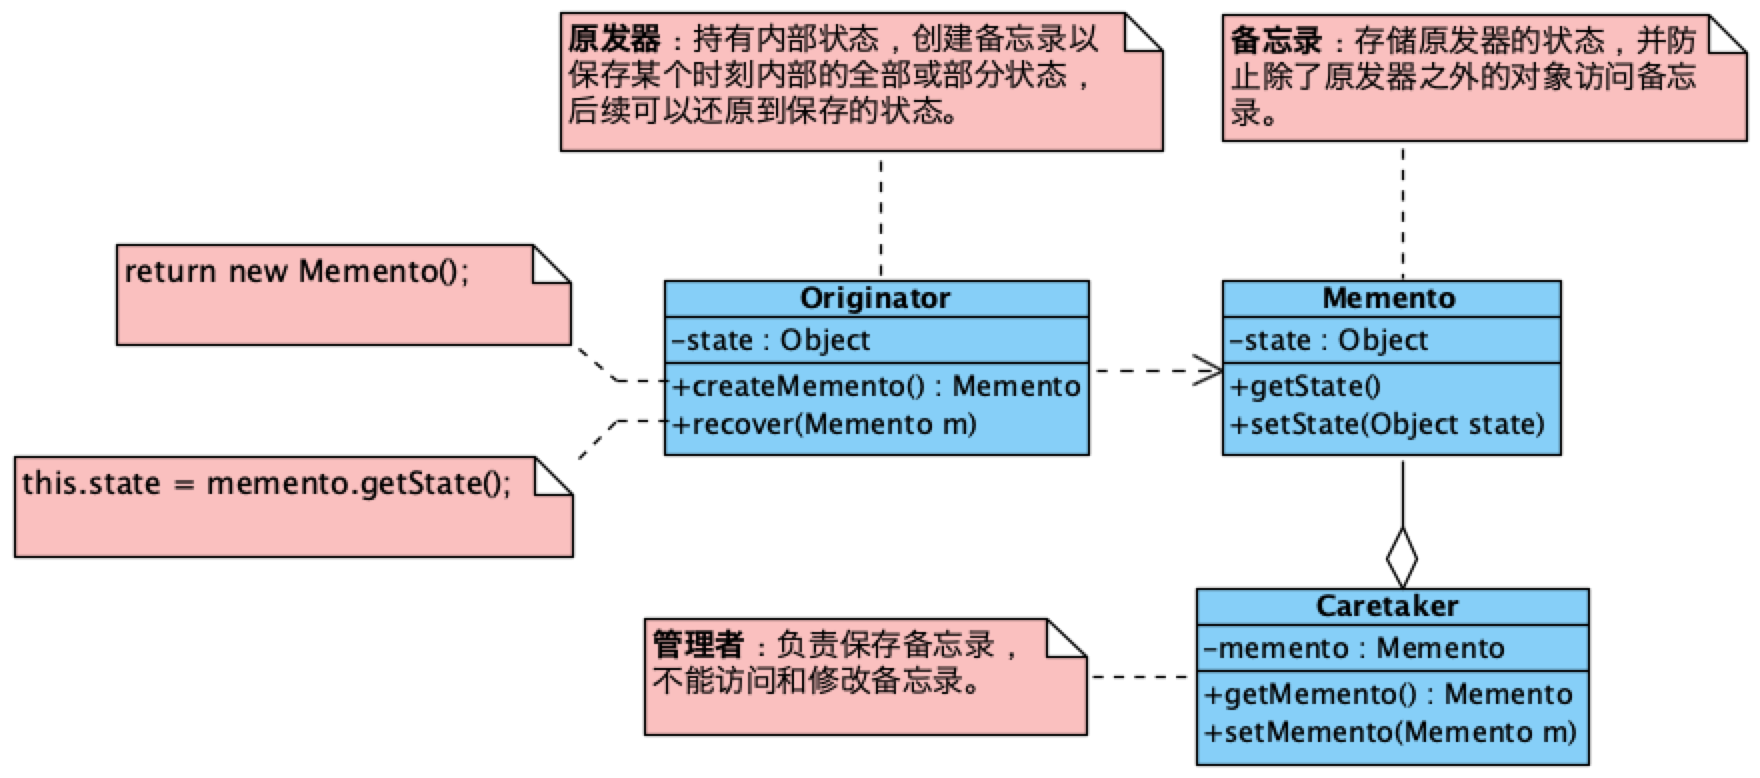 原发器：持有内部状态，创建备忘录以
保存某个时刻内部的全部或部分状态，
后续可以还原到保存的状态。
备忘录：存储原发器的状态，并防
止除了原发器之外的对象访问备忘
录。
return new Memento();
this.state = memento.getState();
Originator
-state : Object
+createMemento() : Memento
+recover(Memento m)
Memento
-state : Object
+getState()
+setState(Object state)
管理者：负责保存备忘录，
不能访问和修改备忘录。
Caretaker
-memento : Memento
+getMemento() : Memento
+setMemento(Memento m)